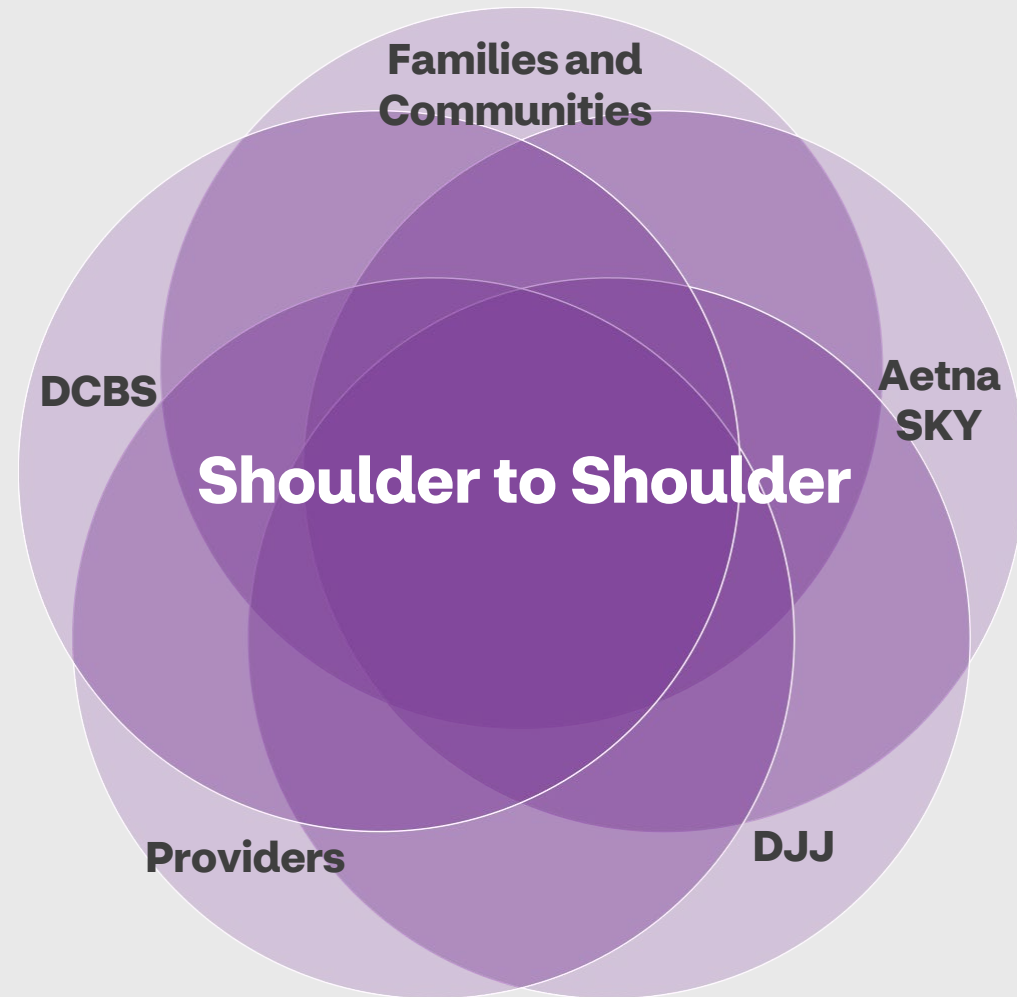 Families and
Communities
DCBS
Aetna
SKY
Shoulder to Shoulder
Providers
DJJ